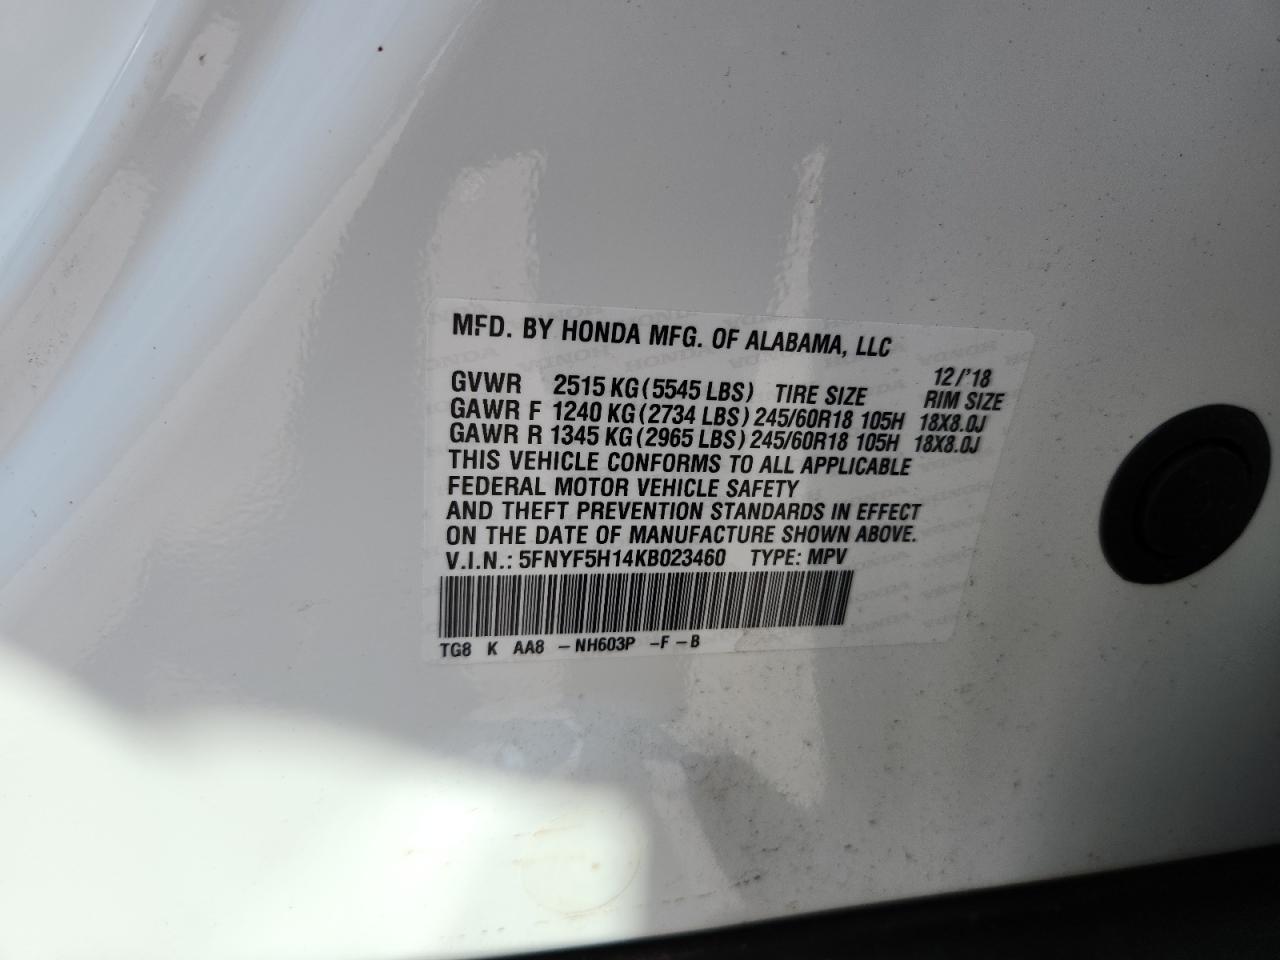 MFD. BY HONDA MFG. OF ALABAMA, LLC
12/'18
GVWR 2515 KG (5545 LBS) TIRE SIZE RIM SIZE
GAWR F 1240 KG (2734 LBS) 245/60R18 105H 18X8.0J
GAWR R 1345 KG (2965 LBS) 245/60R18 105H 18X8.0J
THIS VEHICLE CONFORMS TO ALL APPLICABLE
FEDERAL MOTOR VEHICLE SAFETY
AND THEFT PREVENTION STANDARDS IN EFFECT
ON THE DATE OF MANUFACTURE SHOWN ABOVE.
V.I.N.: 5FNYF5H14KB023460 TYPE: MPV
TG8 K AA8 -NH603P -F-B